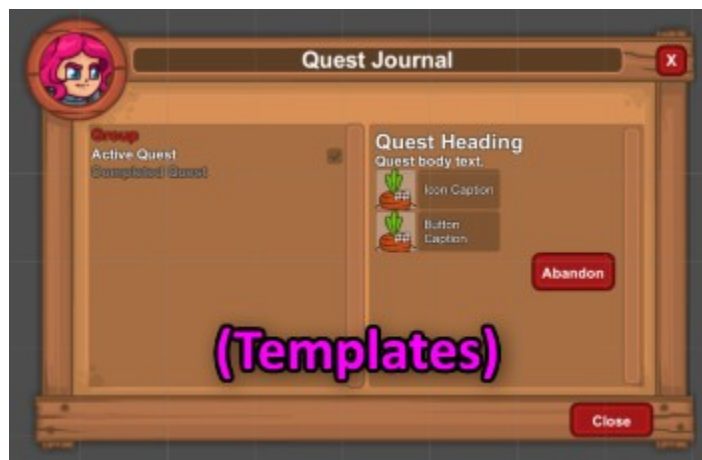 Quest Journal
X
Group
Active Quest
Completed Quest
Quest Heading
Quest body text.
Icon Caption
Button
Caption
Abandon
(Templates)
Close